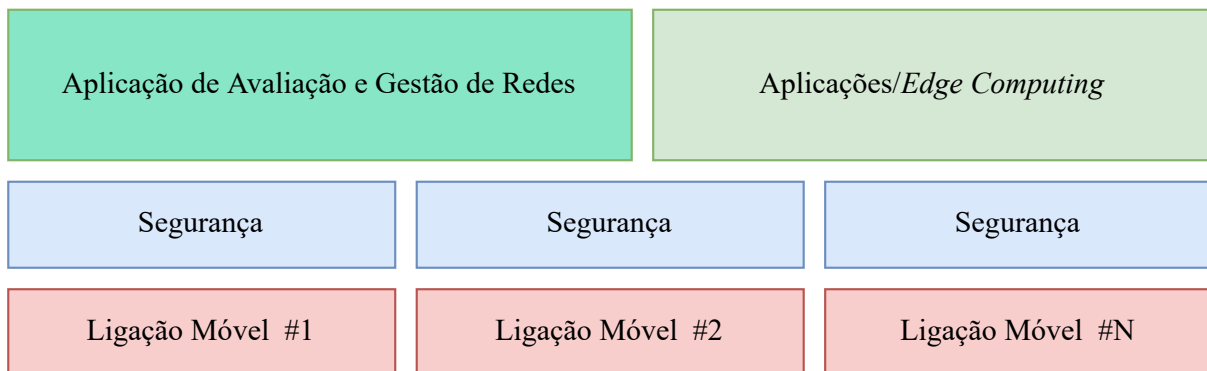 Aplicação de Avaliação e Gestão de Redes
Aplicações/Edge Computing
Segurança
Segurança
Segurança
Ligação Móvel #1
Ligação Móvel #2
Ligação Móvel #N